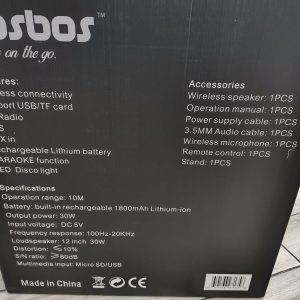 osbos™
on the go.
res:
ess connectivity
port USB/TF card
Radio
S
X in
chargeable Lithium battery
ARAOKE function
ED Disco light
Accessories
Wireless speaker: 1PCS
Operation manual: 1PCS
Power supply cable: 1PCS
3.5MM Audio cable: 1PCS
Wireless microphone: 1PCS
Remote control: 1PCS
Stand: 1PCS
Specifications
Operation range: 10M
Battery: built-in rechargeable 1800mAh Lithium-ion
Output power: 30W
Input voltage: DC 5V
Frequency response: 100Hz-20KHz
Loudspeaker: 12 inch 30W
Distortion: ≤10%
S/N ratio: ≥80dB
Multimedia input: Micro SD/USB
Made in China
CE FC